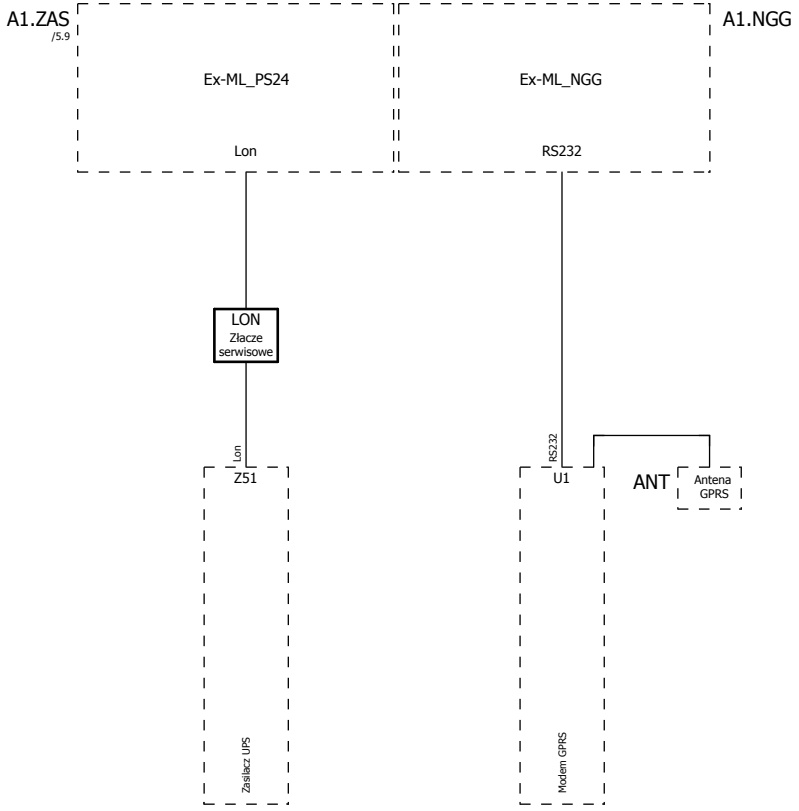 A1.ZAS
/5.9
Ex-ML_PS24
Lon
Ex-ML_NGG
RS232
A1.NGG
LON
Złacze
serwisowe
Lon
Z51
Zasilacz UPS
RS232
U1
Modem GPRS
ANT
Antena
GPRS